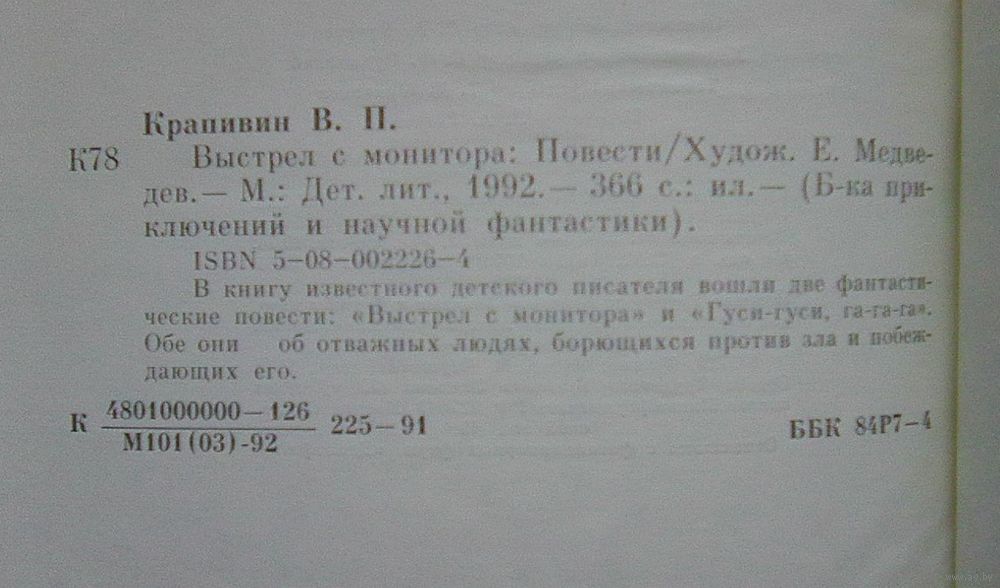 Крапивин В. П.
К78 Выстрел с монитора: Повести/Худож. Е. Медве-
дев.— М.: Дет. лит., 1992.— 366 с.: ил.— (Б-ка при-
ключений и научной фантастики).
ISBN 5—08—002226—4
В книгу известного детского писателя вошли две фантасти-
ческие повести: «Выстрел с монитора» и «Гуси-гуси, га-га-га».
Обе они об отважных людях, борющихся против зла и побеж-
дающих его.
К 4801000000—126
М101(03)-92 225—91
ББК 84Р7—4
www.ay.by